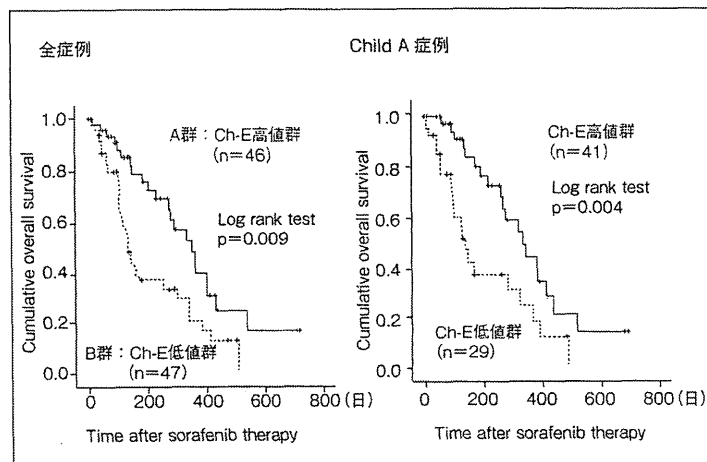 全症例
1.0
0.8
0.6
0.4
0.2
0.0
Cumulative overall survival
A群：Ch-E高値群
(n=46)
Log rank test
p=0.009
B群：Ch-E低値群
(n=47)
0 200 400 600 800 (日)
Time after sorafenib therapy
Child A 症例
1.0
0.8
0.6
0.4
0.2
0.0
Cumulative overall survival
Ch-E高値群
(n=41)
Log rank test
p=0.004
Ch-E低値群
(n=29)
0 200 400 600 800 (日)
Time after sorafenib therapy